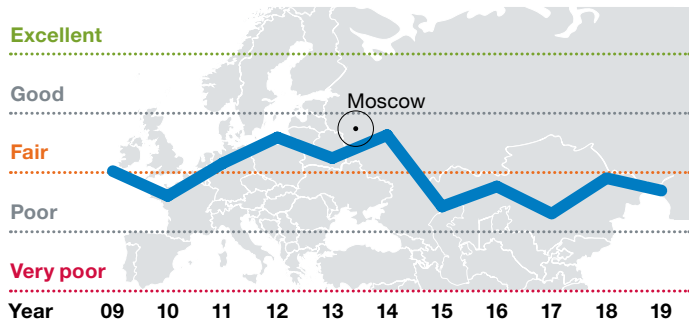 Excellent
Good
Moscow
Fair
Poor
Very poor
Year 09 10 11 12 13 14 15 16 17 18 19